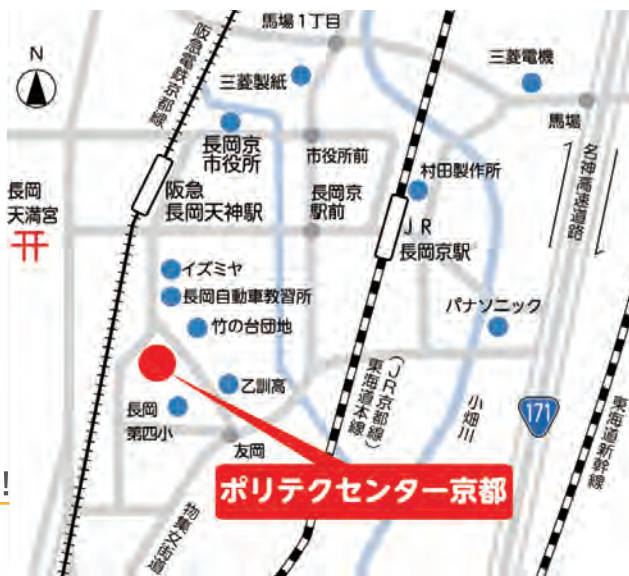 馬場1丁目
N
阪急電鉄京都線
三菱製紙
三菱電機
長岡京
市役所
市役所前
馬場
名神高速道路
長岡
天満宮
阪急
長岡天神駅
長岡京
駅前
村田製作所
JR
長岡京駅
イズミヤ
長岡自動車教習所
竹の台団地
パナソニック
乙訓高
長岡
第四小
友岡
(JR京都線)
東海道本線
小畑川
171
東海道新幹線
!
ポリテクセンター京都
物集女街道